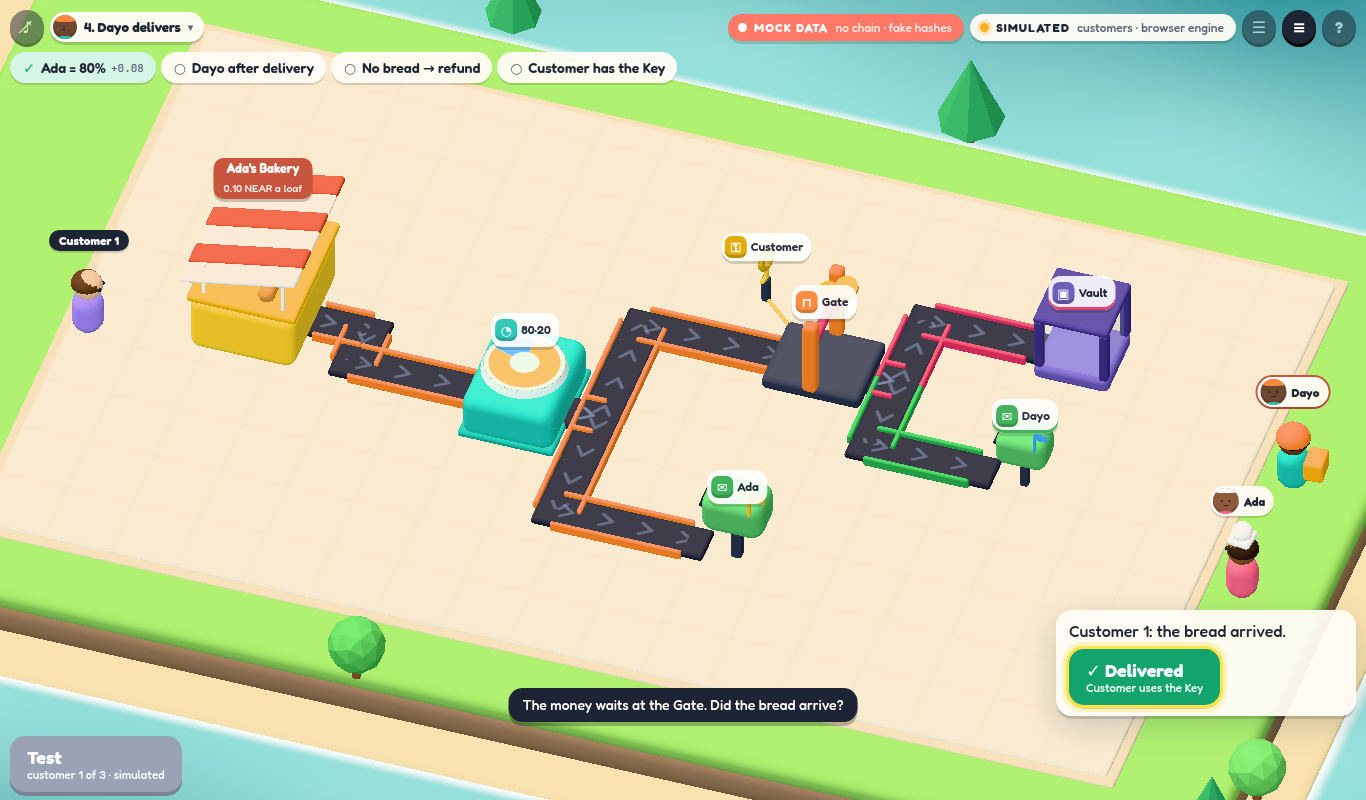 4. Dayo delivers ▾
MOCK DATA no chain · fake hashes
SIMULATED customers · browser engine
?
✓ Ada = 80% +0.08
Dayo after delivery
No bread → refund
Customer has the Key
Ada's Bakery
0.10 NEAR a loaf
Customer 1
Customer
Gate
Vault
80·20
Dayo
Dayo
Ada
Ada
Customer 1: the bread arrived.
✓ Delivered
Customer uses the Key
The money waits at the Gate. Did the bread arrive?
Test
customer 1 of 3 · simulated